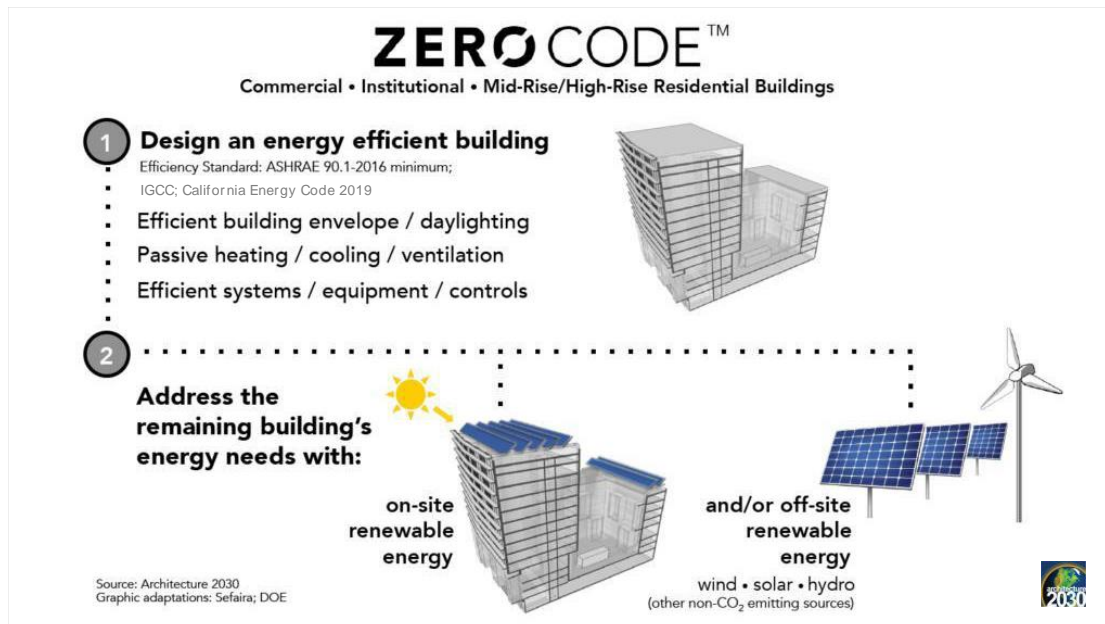 ZERO CODE™
Commercial • Institutional • Mid-Rise/High-Rise Residential Buildings
1 Design an energy efficient building
Efficiency Standard: ASHRAE 90.1-2016 minimum;
IGCC; California Energy Code 2019
Efficient building envelope / daylighting
Passive heating / cooling / ventilation
Efficient systems / equipment / controls
2
Address the
remaining building's
energy needs with:
on-site
renewable
energy
and/or off-site
renewable
energy
wind • solar • hydro
(other non-CO₂ emitting sources)
Source: Architecture 2030
Graphic adaptations: Sefaira; DOE
architecture
2030